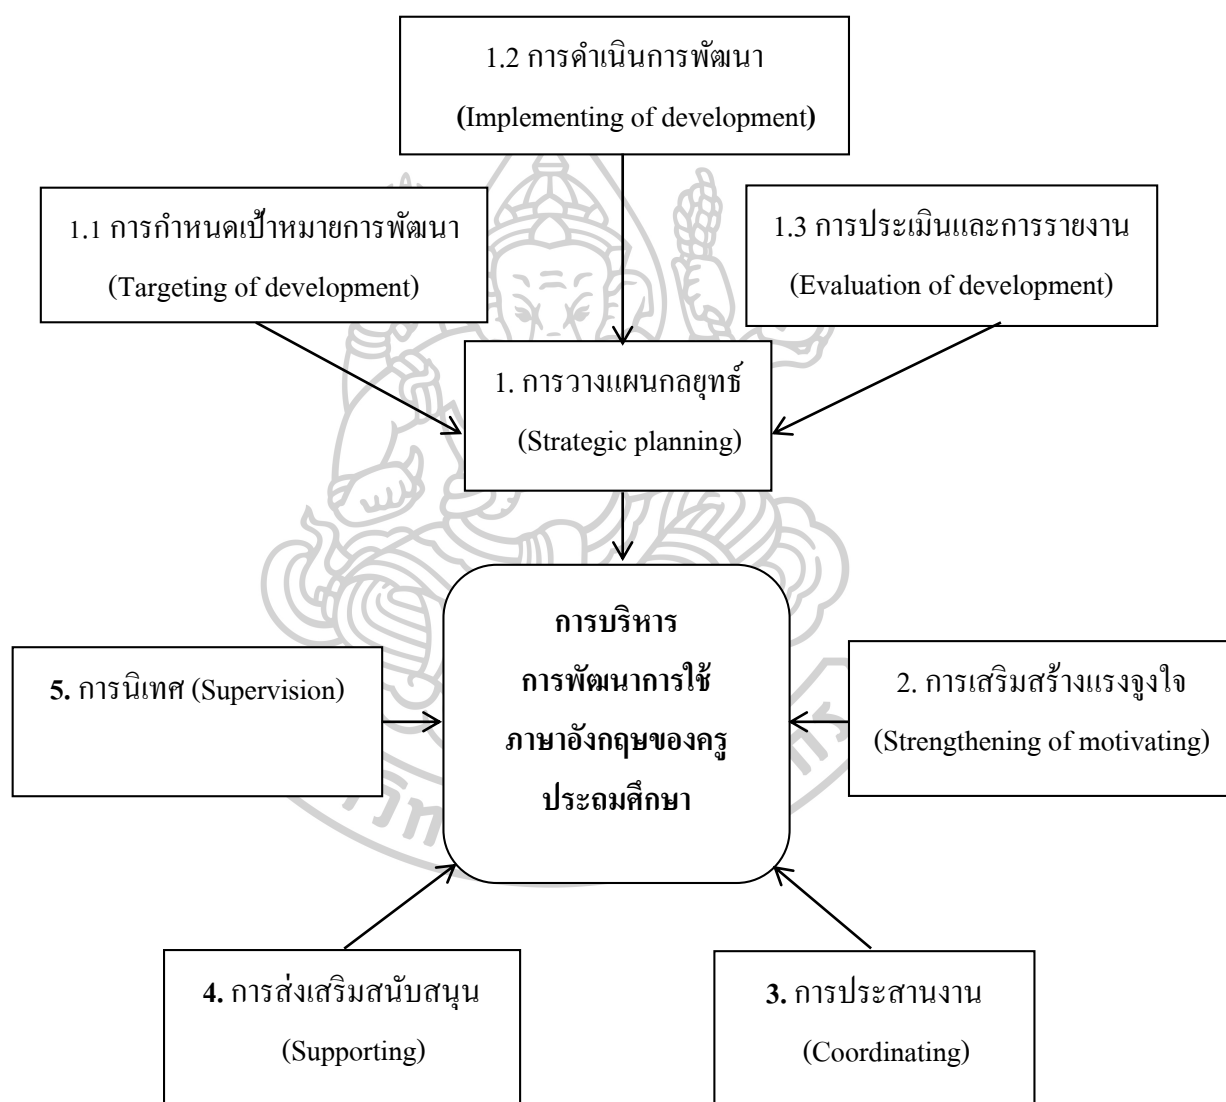 1.2 การดำเนินการพัฒนา
(Implementing of development)
1.1 การกำหนดเป้าหมายการพัฒนา
(Targeting of development)
1.3 การประเมินและการรายงาน
(Evaluation of development)
1. การวางแผนกลยุทธ์
(Strategic planning)
การบริหาร
การพัฒนาการใช้
ภาษาอังกฤษของครู
ประถมศึกษา
5. การนิเทศ (Supervision)
2. การเสริมสร้างแรงจูงใจ
(Strengthening of motivating)
4. การส่งเสริมสนับสนุน
(Supporting)
3. การประสานงาน
(Coordinating)